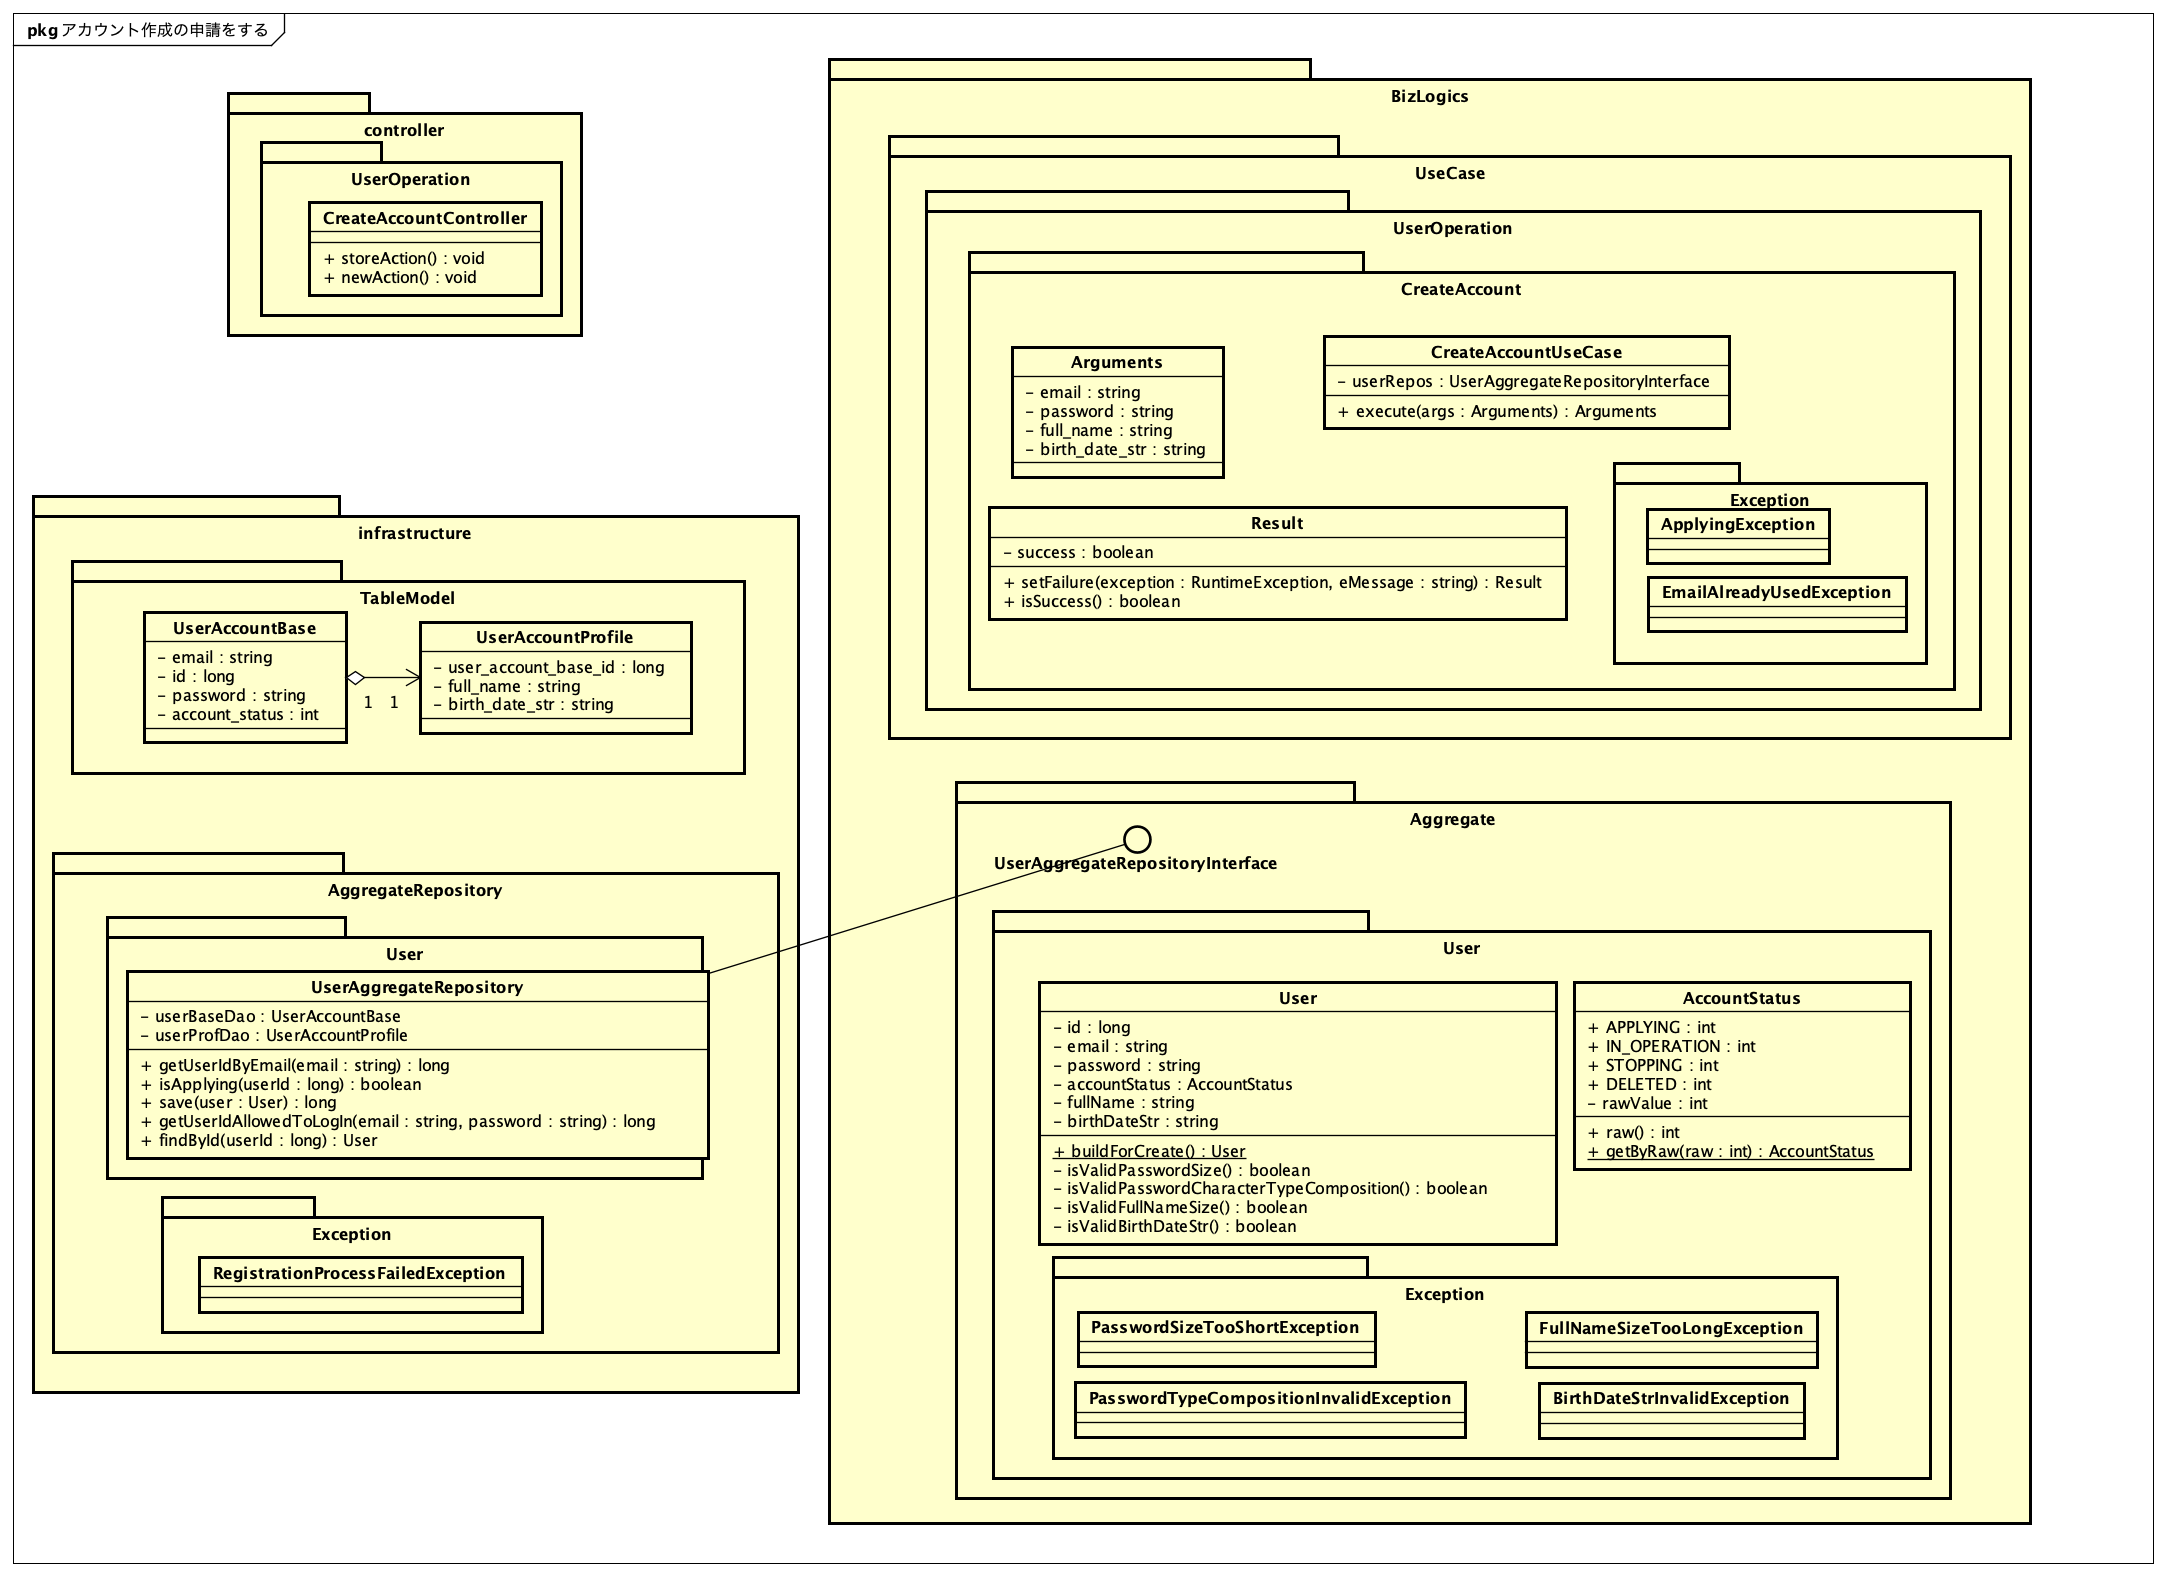 pkg アカウント作成の申請をする
controller
UserOperation
CreateAccountController
+ storeAction() : void
+ newAction() : void
infrastructure
TableModel
UserAccountBase
- email : string
- id : long
- password : string
- account_status : int
1 1
UserAccountProfile
- user_account_base_id : long
- full_name : string
- birth_date_str : string
AggregateRepository
User
UserAggregateRepository
- userBaseDao : UserAccountBase
- userProfDao : UserAccountProfile
+ getUserIdByEmail(email : string) : long
+ isApplying(userId : long) : boolean
+ save(user : User) : long
+ getUserIdAllowedToLogIn(email : string, password : string) : long
+ findById(userId : long) : User
Exception
RegistrationProcessFailedException
BizLogics
UseCase
UserOperation
CreateAccount
Arguments
- email : string
- password : string
- full_name : string
- birth_date_str : string
CreateAccountUseCase
- userRepos : UserAggregateRepositoryInterface
+ execute(args : Arguments) : Arguments
Result
- success : boolean
+ setFailure(exception : RuntimeException, eMessage : string) : Result
+ isSuccess() : boolean
Exception
ApplyingException
EmailAlreadyUsedException
Aggregate
UserAggregateRepositoryInterface
User
User
- id : long
- email : string
- password : string
- accountStatus : AccountStatus
- fullName : string
- birthDateStr : string
+ buildForCreate() : User
- isValidPasswordSize() : boolean
- isValidPasswordCharacterTypeComposition() : boolean
- isValidFullNameSize() : boolean
- isValidBirthDateStr() : boolean
AccountStatus
+ APPLYING : int
+ IN_OPERATION : int
+ STOPPING : int
+ DELETED : int
- rawValue : int
+ raw() : int
+ getByRaw(raw : int) : AccountStatus
Exception
PasswordSizeTooShortException
FullNameSizeTooLongException
PasswordTypeCompositionInvalidException
BirthDateStrInvalidException